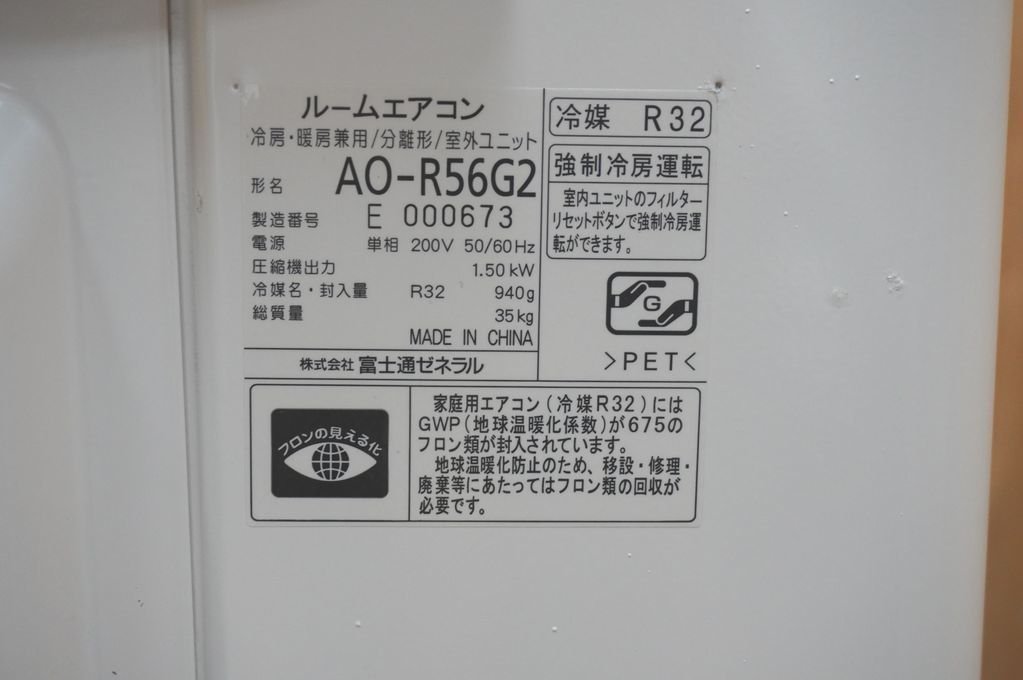 ルームエアコン
冷房・暖房兼用/分離形/室外ユニット
形名 AO-R56G2
製造番号 E 000673
電源 単相 200V 50/60Hz
圧縮機出力 1.50kW
冷媒名・封入量 R32 940g
総質量 35kg
MADE IN CHINA
株式会社 富士通ゼネラル
冷媒 R32
強制冷房運転
室内ユニットのフィルター
リセットボタンで強制冷房運
転ができます。
G
>PET<
フロンの見える化
家庭用エアコン(冷媒R32)には
GWP(地球温暖化係数)が675の
フロン類が封入されています。
地球温暖化防止のため、移設・修理・
廃棄等にあたってはフロン類の回収が
必要です。